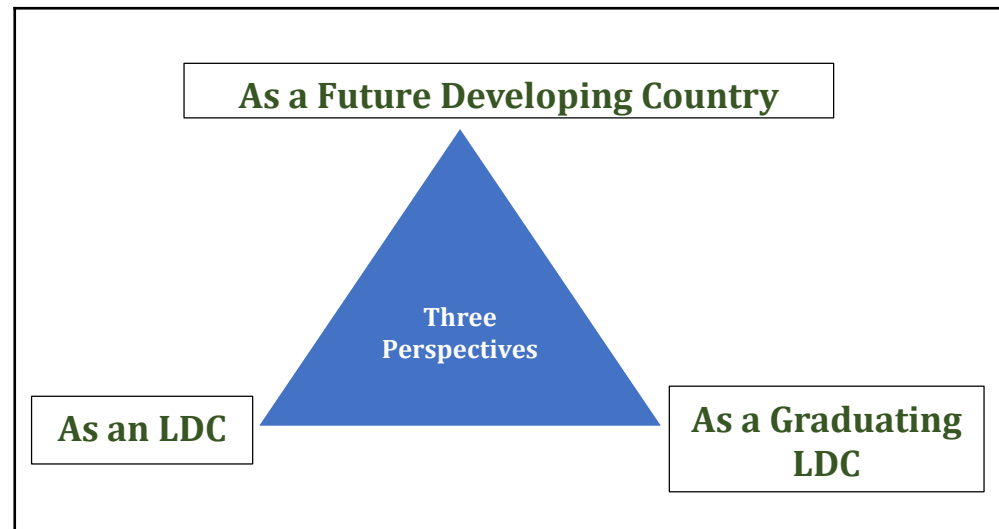 As a Future Developing Country
Three
Perspectives
As an LDC
As a Graduating
LDC